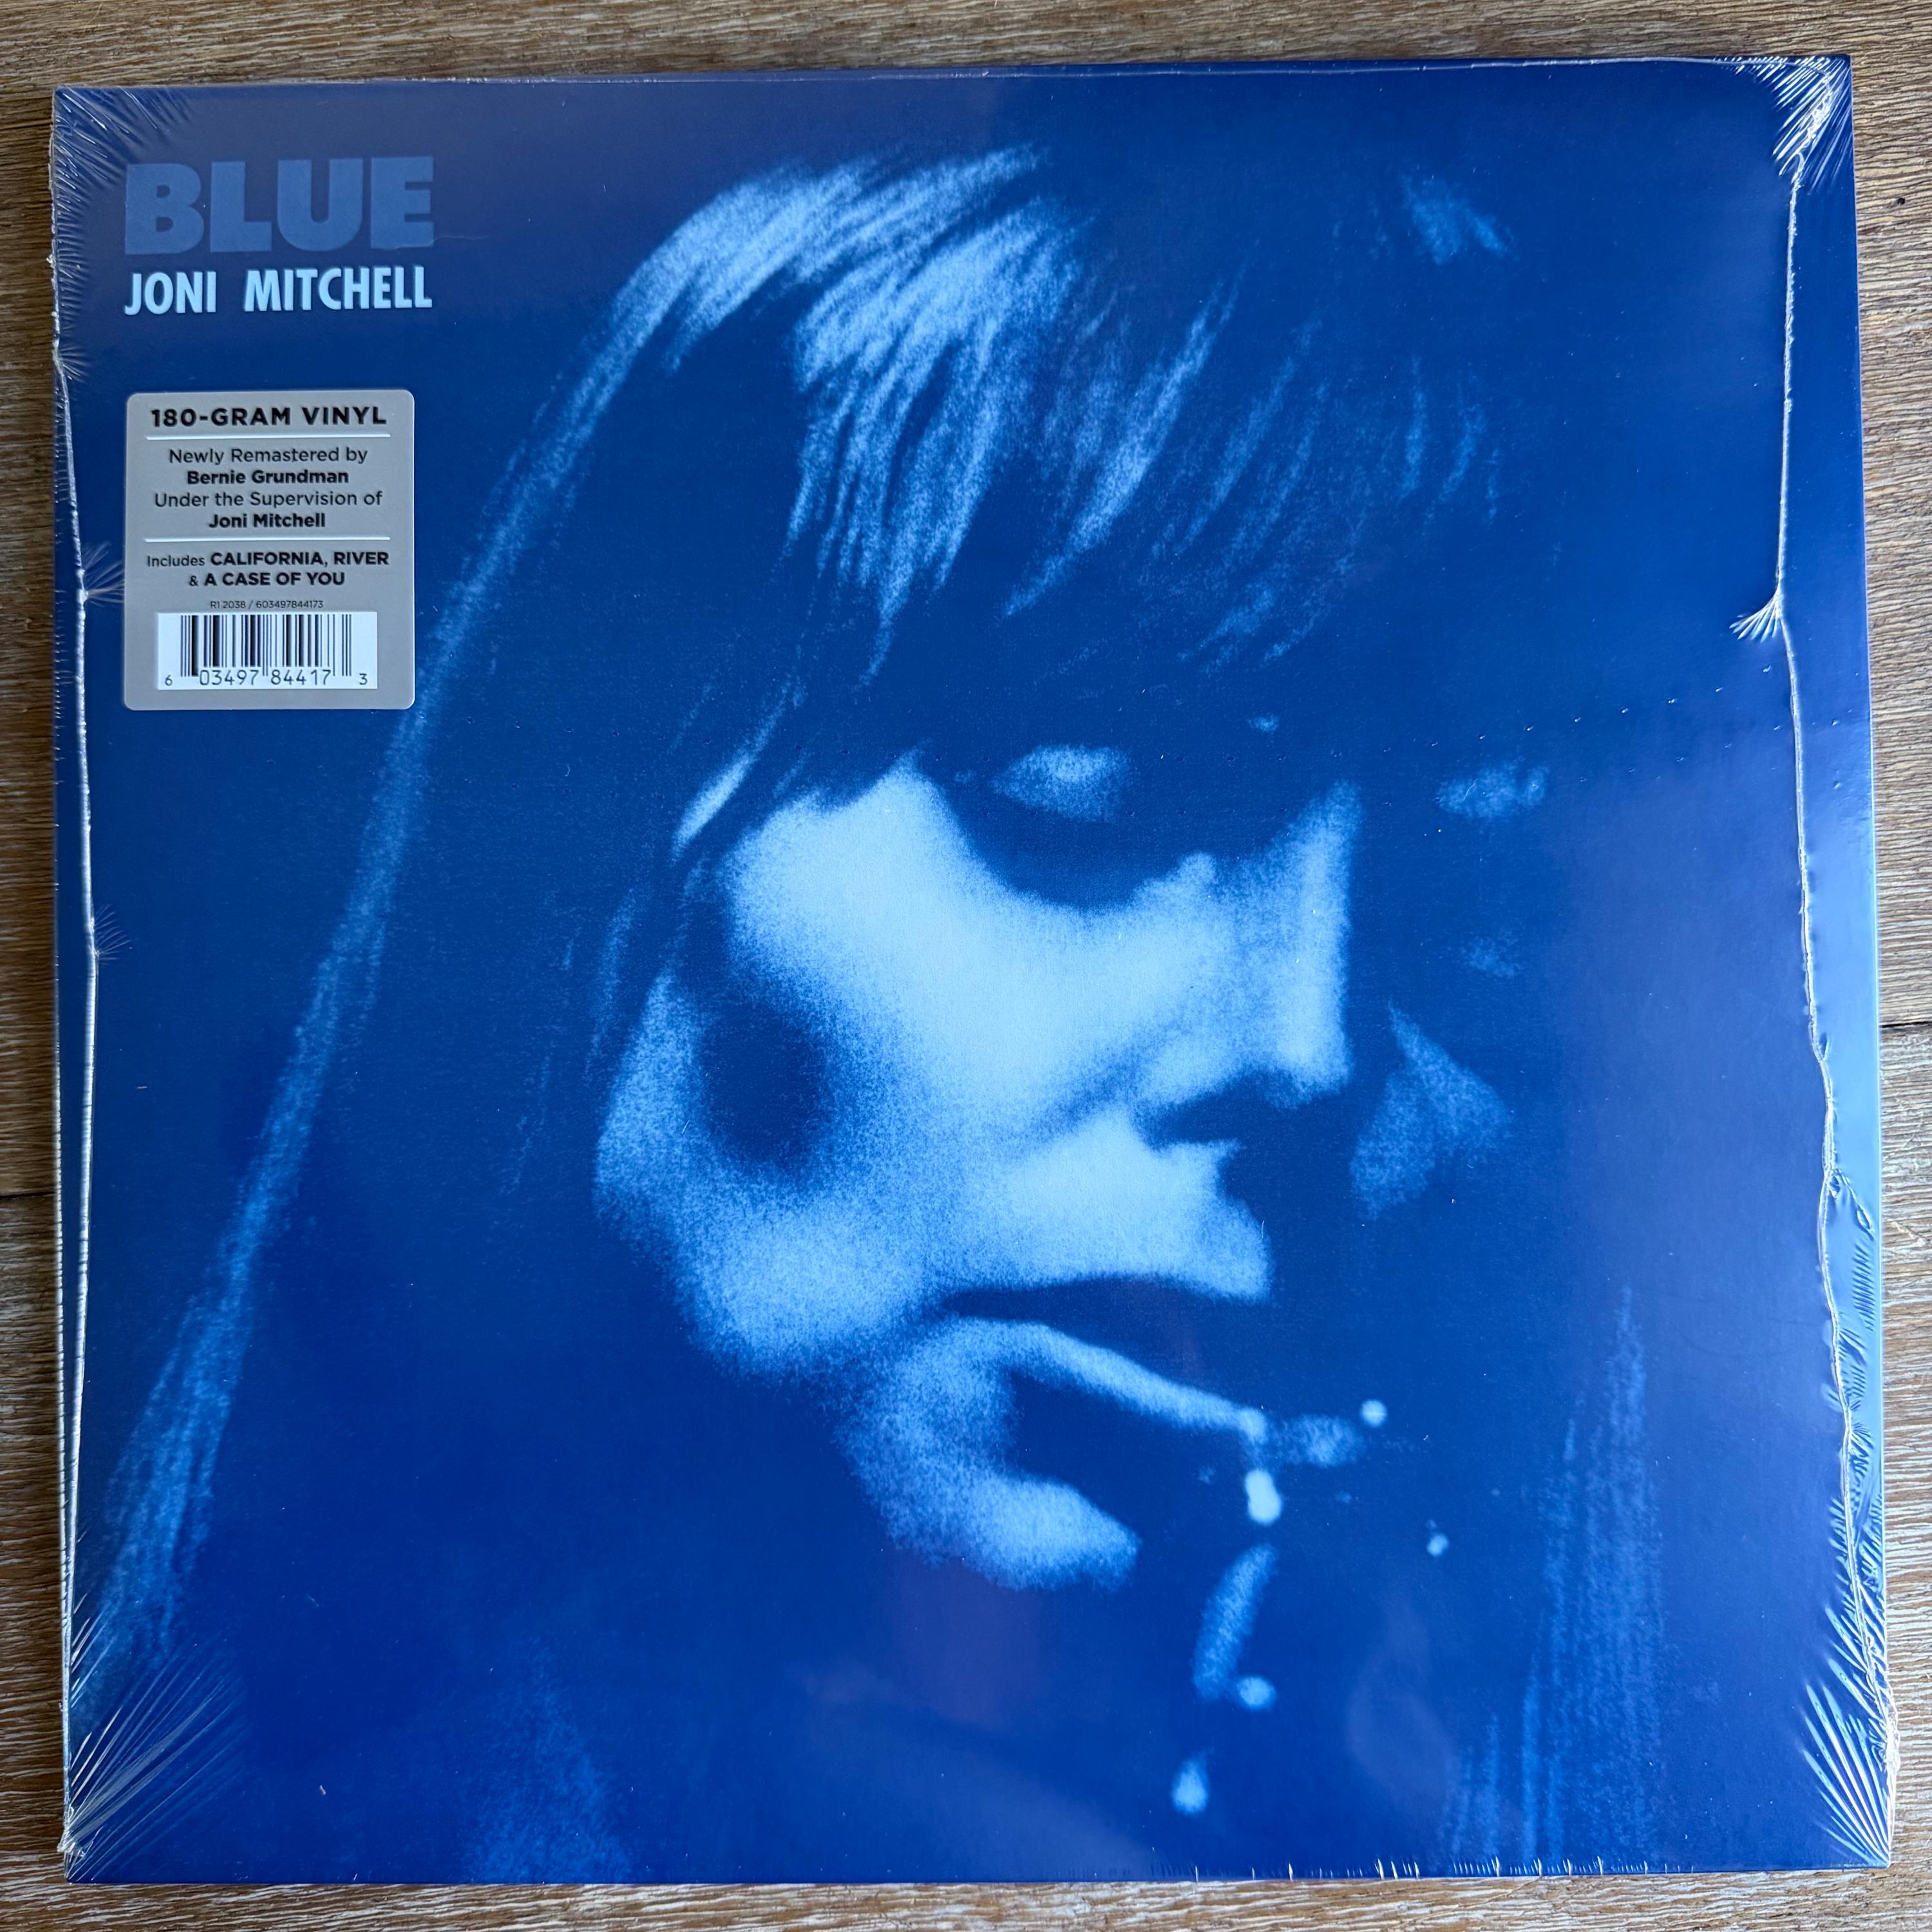 BLUE
JONI MITCHELL
180-GRAM VINYL
Newly Remastered by
Bernie Grundman
Under the Supervision of
Joni Mitchell
Includes CALIFORNIA, RIVER
& A CASE OF YOU
R1 2038 / 603497844173
6 03497 84417 3